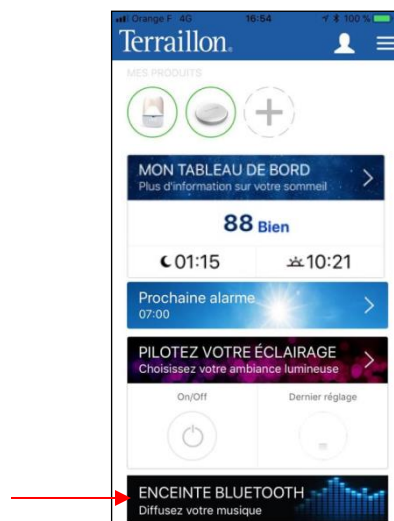 Orange F 4G 16:54 100 %
Terraillon.
MES PRODUITS
MON TABLEAU DE BORD
Plus d'information sur votre sommeil
88 Bien
01:15 10:21
Prochaine alarme
07:00
PILOTEZ VOTRE ÉCLAIRAGE
Choisissez votre ambiance lumineuse
On/Off Dernier réglage
ENCEINTE BLUETOOTH
Diffusez votre musique